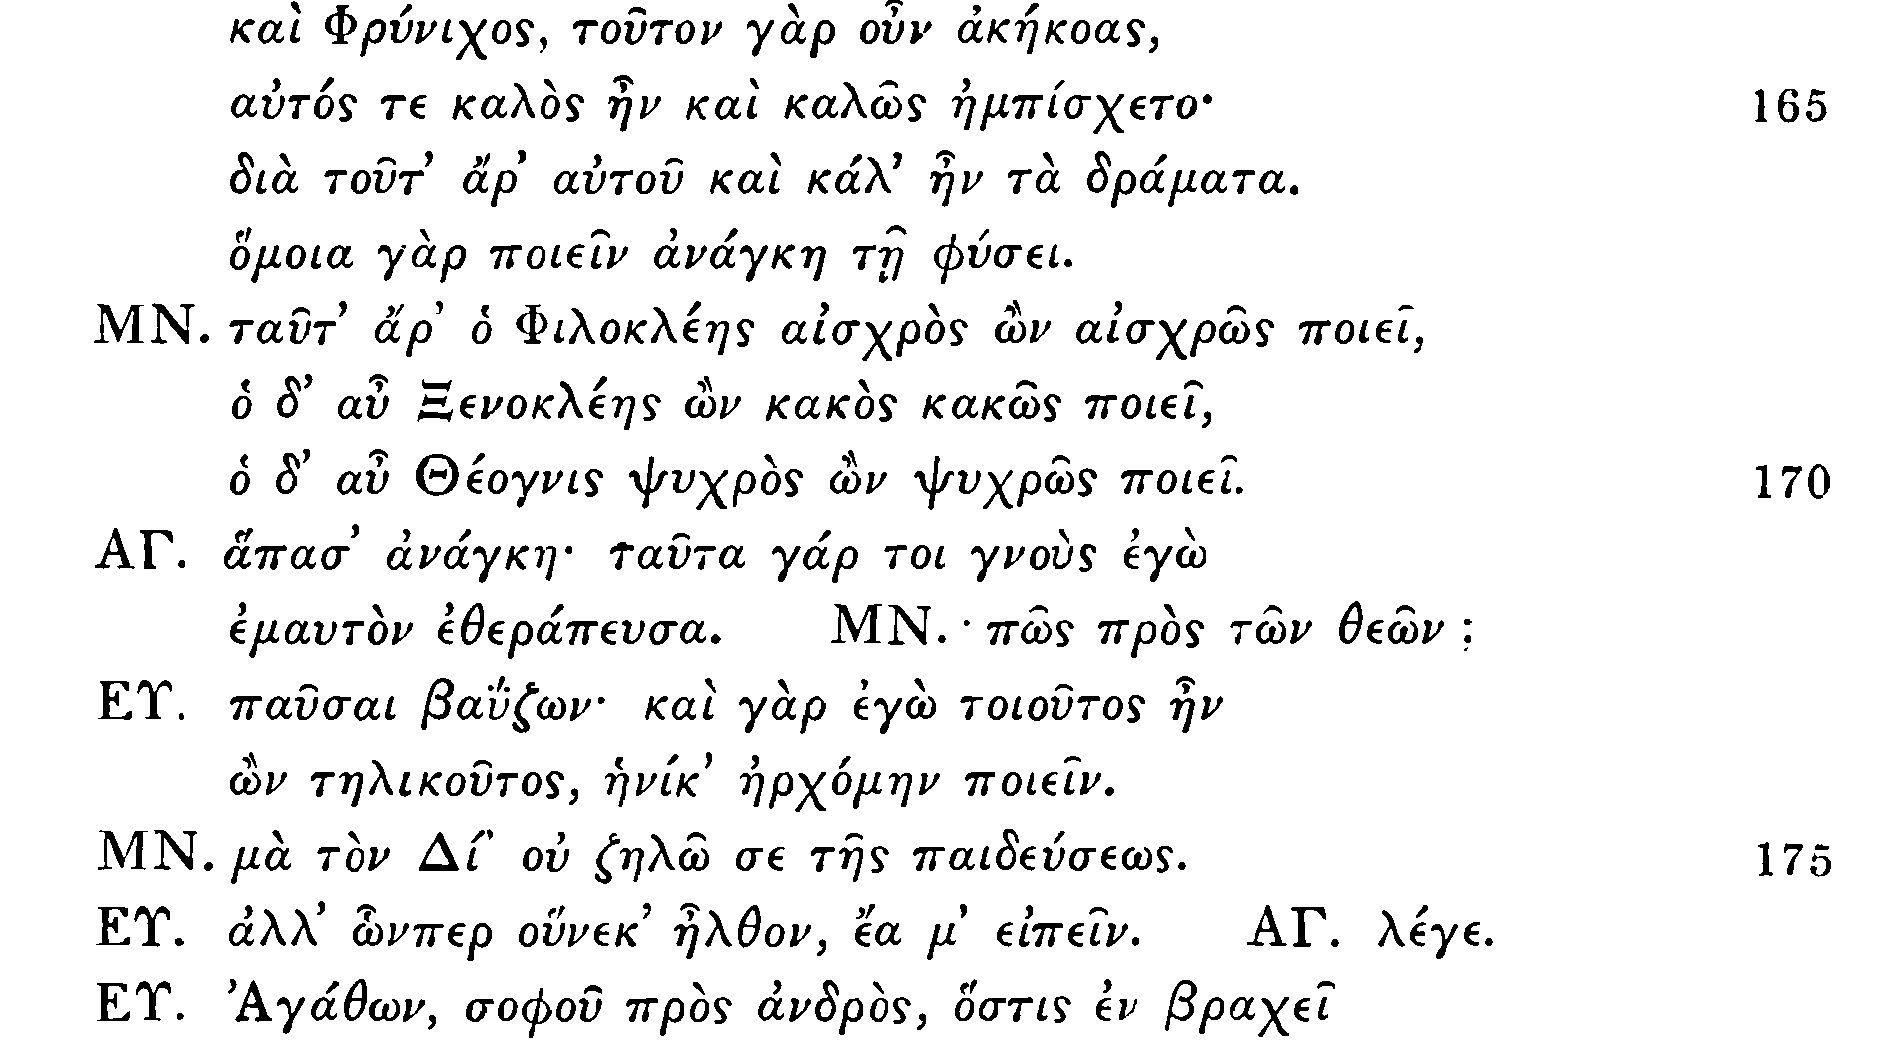 καὶ Φρύνιχος, τοῦτον γὰρ οὖν ἀκήκοας,
αὐτός τε καλὸς ἦν καὶ καλῶς ἠμπίσχετο· 165
διὰ τοῦτ’ ἄρ’ αὐτοῦ καὶ κάλ’ ἦν τὰ δράματα.
ὅμοια γὰρ ποιεῖν ἀνάγκη τῇ φύσει.
ΜΝ. ταῦτ’ ἄρ’ ὁ Φιλοκλέης αἰσχρὸς ὢν αἰσχρῶς ποιεῖ,
ὁ δ’ αὖ Ξενοκλέης ὢν κακὸς κακῶς ποιεῖ,
ὁ δ’ αὖ Θέογνις ψυχρὸς ὢν ψυχρῶς ποιεῖ. 170
ΑΓ. ἅπασ’ ἀνάγκη· ταῦτα γάρ τοι γνοὺς ἐγὼ
ἐμαυτὸν ἐθεράπευσα. ΜΝ. πῶς πρὸς τῶν θεῶν ;
ΕΥ. παῦσαι βαΰζων· καὶ γὰρ ἐγὼ τοιοῦτος ἦν
ὢν τηλικοῦτος, ἡνίκ’ ἠρχόμην ποιεῖν.
ΜΝ. μὰ τὸν Δί’ οὐ ζηλῶ σε τῆς παιδεύσεως. 175
ΕΥ. ἀλλ’ ὧνπερ οὕνεκ’ ἦλθον, ἔα μ’ εἰπεῖν. ΑΓ. λέγε.
ΕΥ. Ἀγάθων, σοφοῦ πρὸς ἀνδρὸς, ὅστις ἐν βραχεῖ